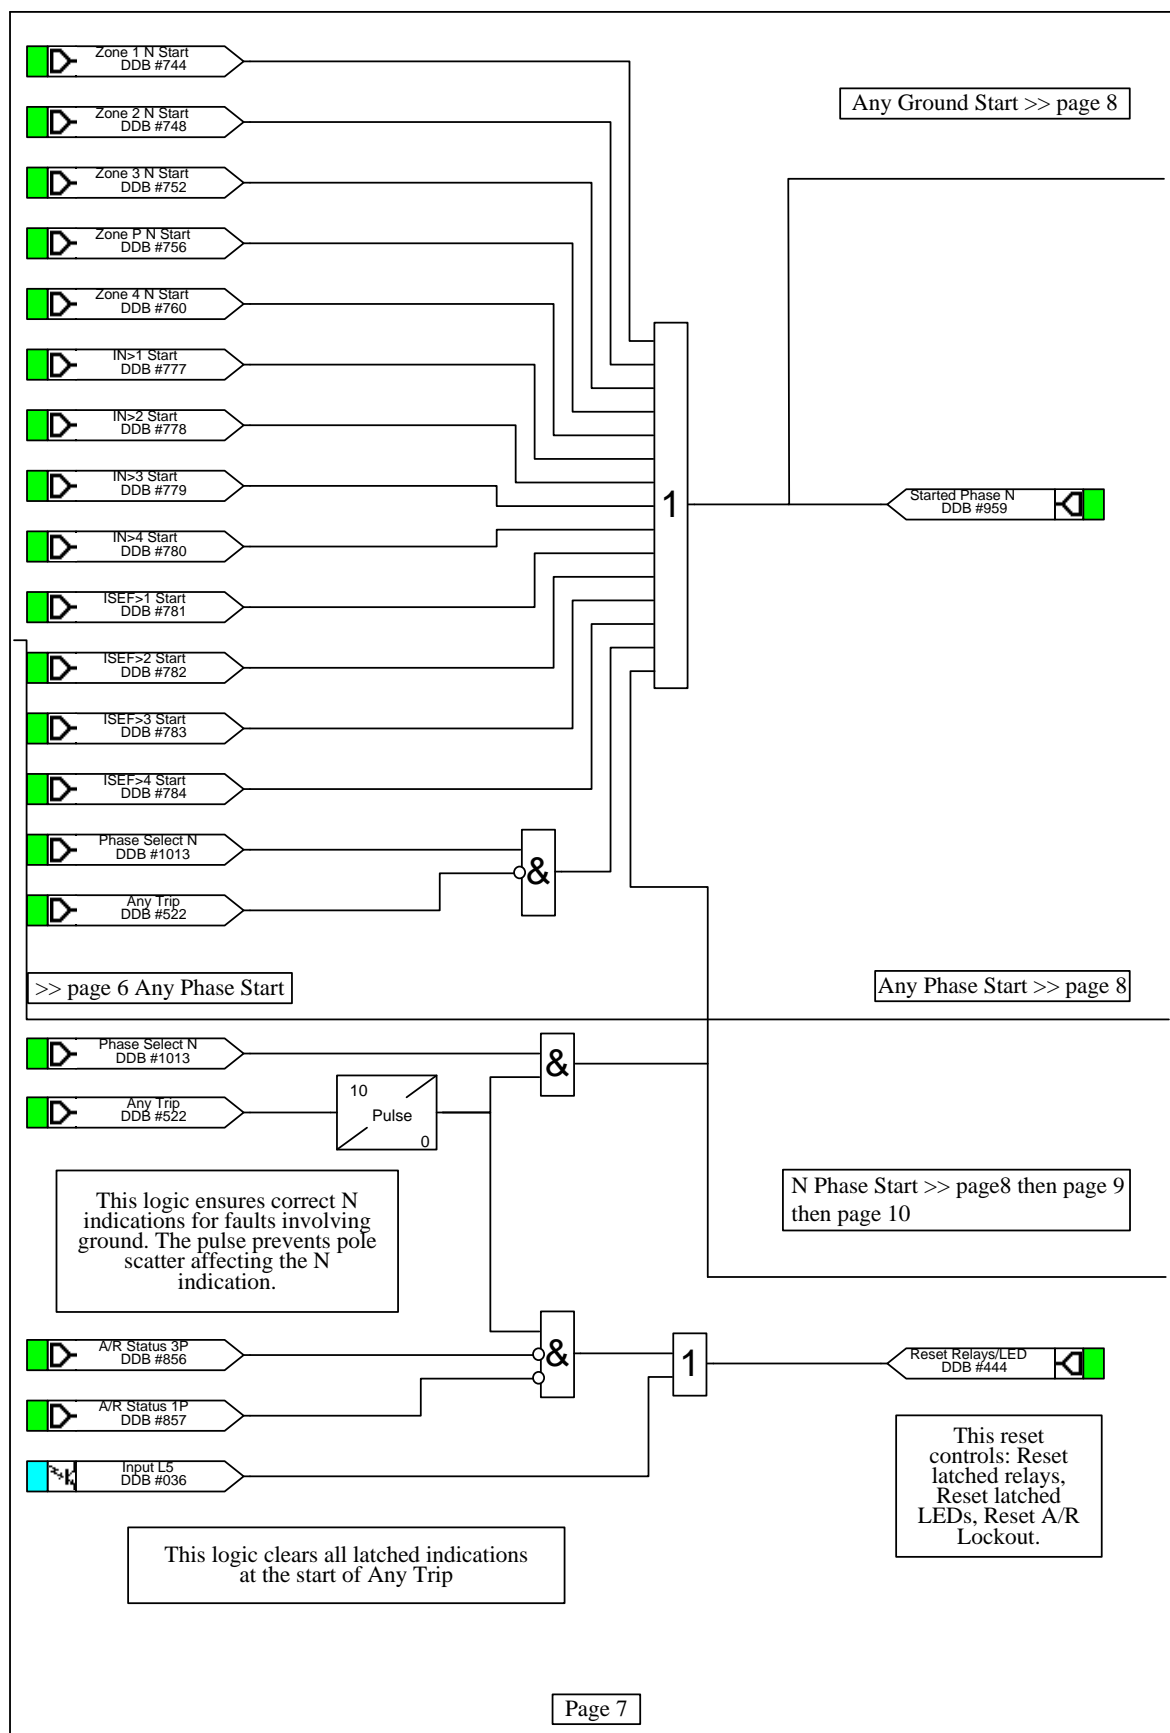 Zone 1 N Start
DDB #744
Any Ground Start >> page 8
Zone 2 N Start
DDB #748
Zone 3 N Start
DDB #752
Zone P N Start
DDB #756
Zone 4 N Start
DDB #760
IN>1 Start
DDB #777
IN>2 Start
DDB #778
IN>3 Start
DDB #779
1
Started Phase N
DDB #959
IN>4 Start
DDB #780
ISEF>1 Start
DDB #781
ISEF>2 Start
DDB #782
ISEF>3 Start
DDB #783
ISEF>4 Start
DDB #784
Phase Select N
DDB #1013
&
Any Trip
DDB #522
>> page 6 Any Phase Start
Any Phase Start >> page 8
Phase Select N
DDB #1013
&
Any Trip
DDB #522
10
Pulse
0
This logic ensures correct N
indications for faults involving
ground. The pulse prevents pole
scatter affecting the N
indication.
N Phase Start >> page8 then page 9
then page 10
A/R Status 3P
DDB #856
&
1
Reset Relays/LED
DDB #444
A/R Status 1P
DDB #857
Input L5
DDB #036
This reset
controls: Reset
latched relays,
Reset latched
LEDs, Reset A/R
Lockout.
This logic clears all latched indications
at the start of Any Trip
Page 7